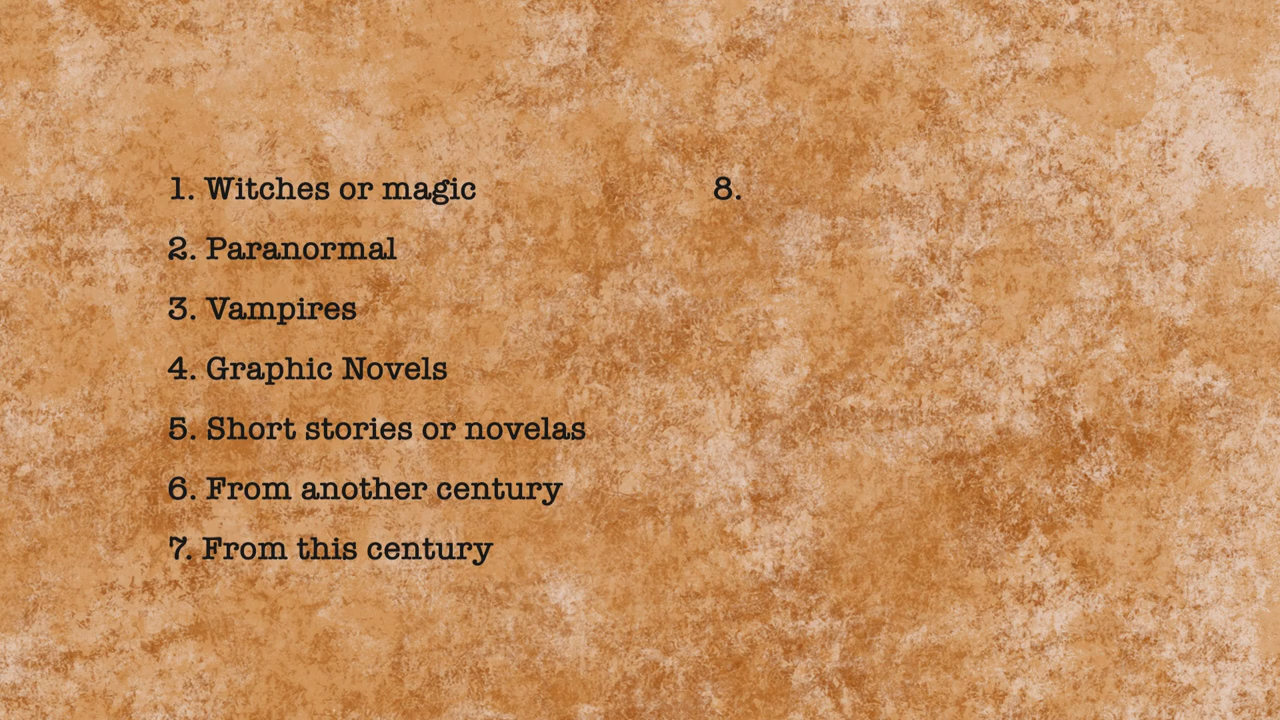 1. Witches or magic
2. Paranormal
3. Vampires
4. Graphic Novels
5. Short stories or novelas
6. From another century
7. From this century
8.